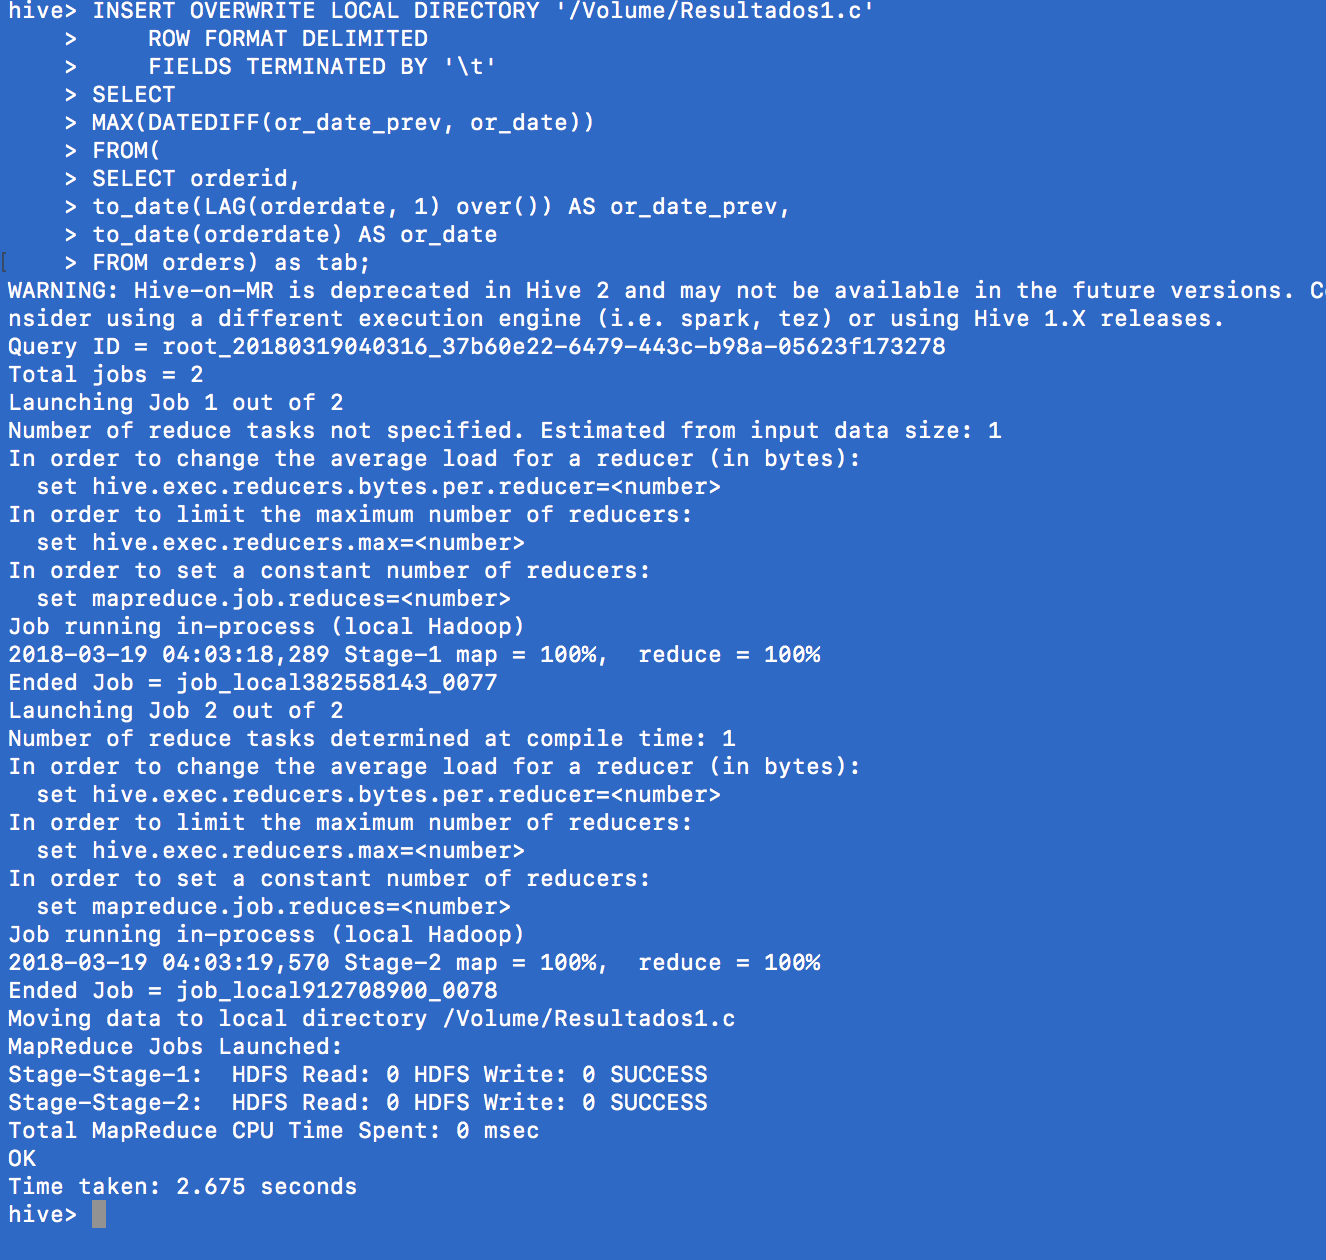 hive> INSERT OVERWRITE LOCAL DIRECTORY '/Volume/Resultados1.c'
    >     ROW FORMAT DELIMITED
    >     FIELDS TERMINATED BY '\t'
    > SELECT
    > MAX(DATEDIFF(or_date_prev, or_date))
    > FROM(
    > SELECT orderid,
    > to_date(LAG(orderdate, 1) over()) AS or_date_prev,
    > to_date(orderdate) AS or_date
[    > FROM orders) as tab;
WARNING: Hive-on-MR is deprecated in Hive 2 and may not be available in the future versions. Co
nsider using a different execution engine (i.e. spark, tez) or using Hive 1.X releases.
Query ID = root_20180319040316_37b60e22-6479-443c-b98a-05623f173278
Total jobs = 2
Launching Job 1 out of 2
Number of reduce tasks not specified. Estimated from input data size: 1
In order to change the average load for a reducer (in bytes):
  set hive.exec.reducers.bytes.per.reducer=<number>
In order to limit the maximum number of reducers:
  set hive.exec.reducers.max=<number>
In order to set a constant number of reducers:
  set mapreduce.job.reduces=<number>
Job running in-process (local Hadoop)
2018-03-19 04:03:18,289 Stage-1 map = 100%,  reduce = 100%
Ended Job = job_local382558143_0077
Launching Job 2 out of 2
Number of reduce tasks determined at compile time: 1
In order to change the average load for a reducer (in bytes):
  set hive.exec.reducers.bytes.per.reducer=<number>
In order to limit the maximum number of reducers:
  set hive.exec.reducers.max=<number>
In order to set a constant number of reducers:
  set mapreduce.job.reduces=<number>
Job running in-process (local Hadoop)
2018-03-19 04:03:19,570 Stage-2 map = 100%,  reduce = 100%
Ended Job = job_local912708900_0078
Moving data to local directory /Volume/Resultados1.c
MapReduce Jobs Launched:
Stage-Stage-1:  HDFS Read: 0 HDFS Write: 0 SUCCESS
Stage-Stage-2:  HDFS Read: 0 HDFS Write: 0 SUCCESS
Total MapReduce CPU Time Spent: 0 msec
OK
Time taken: 2.675 seconds
hive>